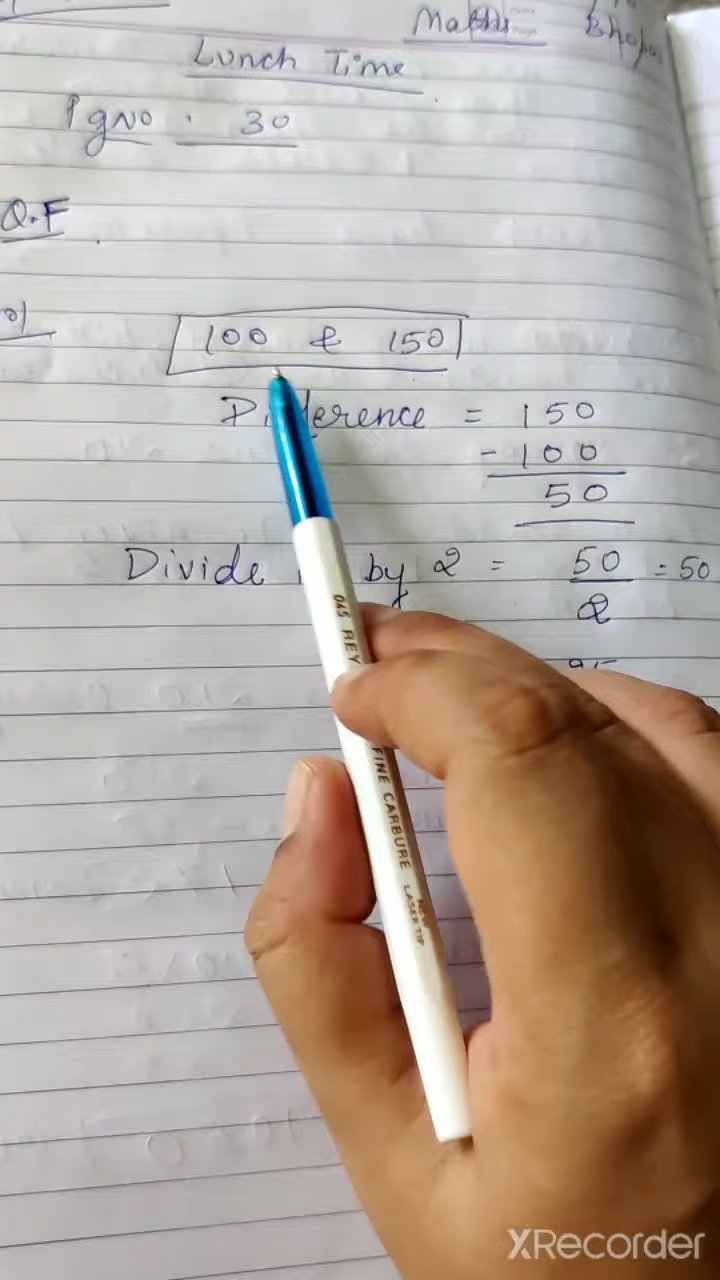 Maths
Lunch Time
Pg No. 30
Q.F
100 & 150
Difference = 150
- 100
50
Divide by 2 = 50 = 50
2
045 REY
FINE CARBURE
LASER TIP
XRecorder